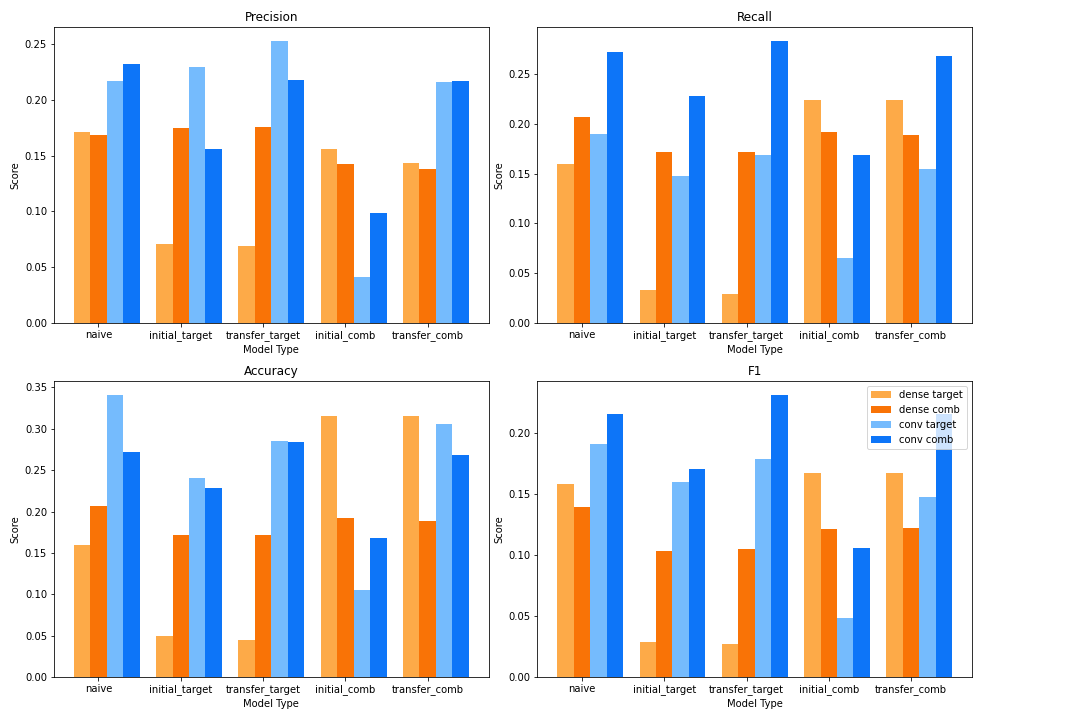 Precision
0.25
0.20
0.15
0.10
0.05
0.00
Score
naive initial_target transfer_target initial_comb transfer_comb
Model Type
Recall
0.25
0.20
0.15
0.10
0.05
0.00
Score
naive initial_target transfer_target initial_comb transfer_comb
Model Type
Accuracy
0.35
0.30
0.25
0.20
0.15
0.10
0.05
0.00
Score
naive initial_target transfer_target initial_comb transfer_comb
Model Type
F1
dense target
dense comb
conv target
conv comb
0.20
0.15
0.10
0.05
0.00
Score
naive initial_target transfer_target initial_comb transfer_comb
Model Type